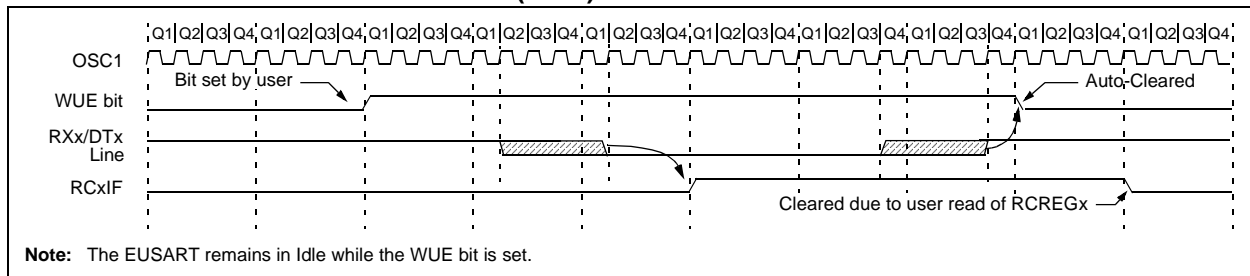 Q1 Q2 Q3 Q4 Q1 Q2 Q3 Q4 Q1 Q2 Q3 Q4 Q1 Q2 Q3 Q4 Q1 Q2 Q3 Q4 Q1 Q2 Q3 Q4 Q1 Q2 Q3 Q4 Q1 Q2 Q3 Q4 Q1 Q2 Q3 Q4 Q1 Q2 Q3 Q4
OSC1
Bit set by user
Auto-Cleared
WUE bit
RXx/DTx
Line
RCxIF
Cleared due to user read of RCREGx
Note: The EUSART remains in Idle while the WUE bit is set.